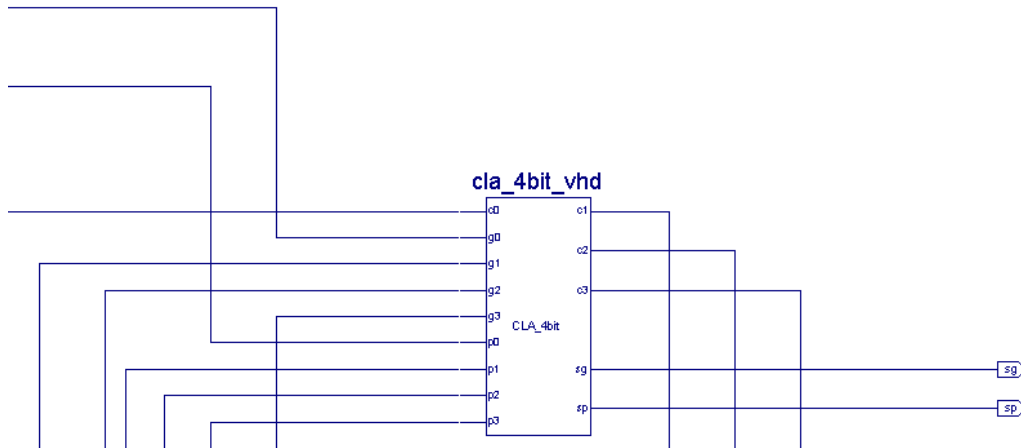 cla_4bit_vhd
c0 c1
g0
g1 c2
g2 c3
g3
CLA_4bit
p0
p1 sg sg
p2 sp sp
p3